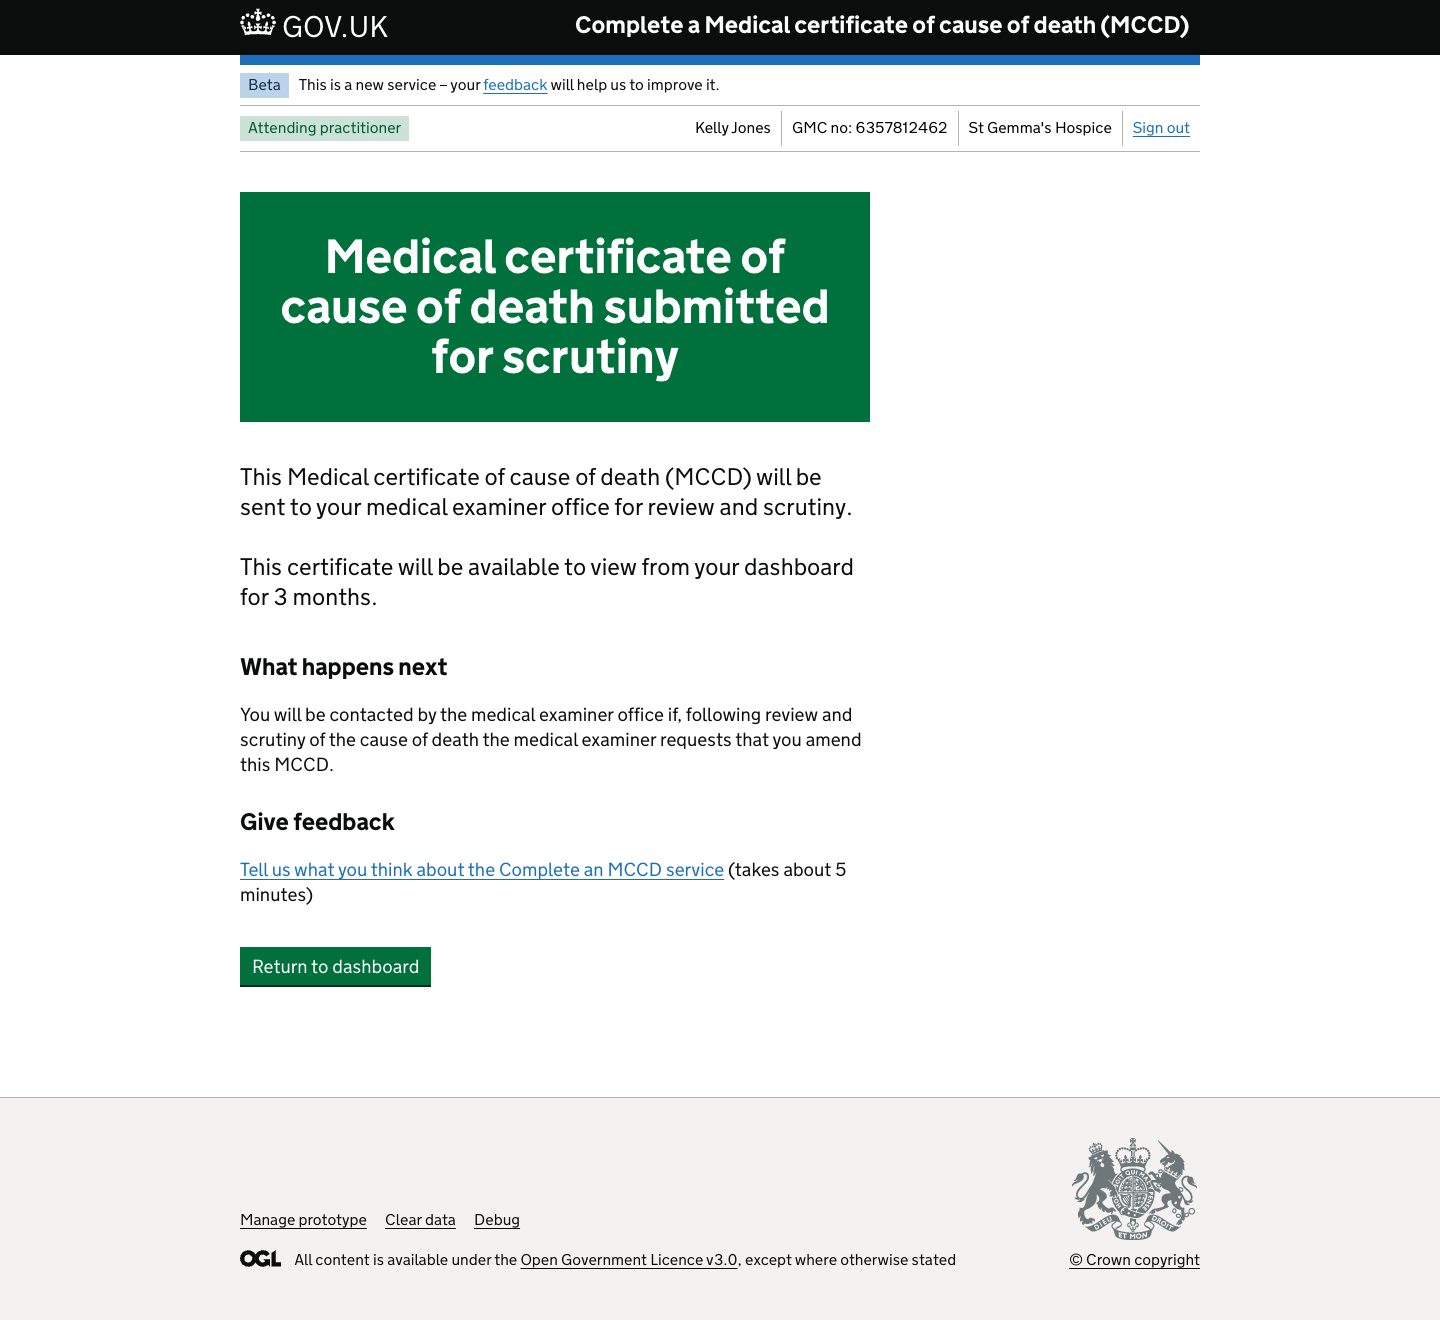 GOV.UK
Complete a Medical certificate of cause of death (MCCD)
Beta
This is a new service – your feedback will help us to improve it.
Attending practitioner
Kelly Jones
GMC no: 6357812462
St Gemma's Hospice
Sign out
Medical certificate of
cause of death submitted
for scrutiny
This Medical certificate of cause of death (MCCD) will be
sent to your medical examiner office for review and scrutiny.
This certificate will be available to view from your dashboard
for 3 months.
What happens next
You will be contacted by the medical examiner office if, following review and
scrutiny of the cause of death the medical examiner requests that you amend
this MCCD.
Give feedback
Tell us what you think about the Complete an MCCD service (takes about 5
minutes)
Return to dashboard
DIEU ET MON DROIT
Manage prototype
Clear data
Debug
OGL
All content is available under the Open Government Licence v3.0, except where otherwise stated
© Crown copyright